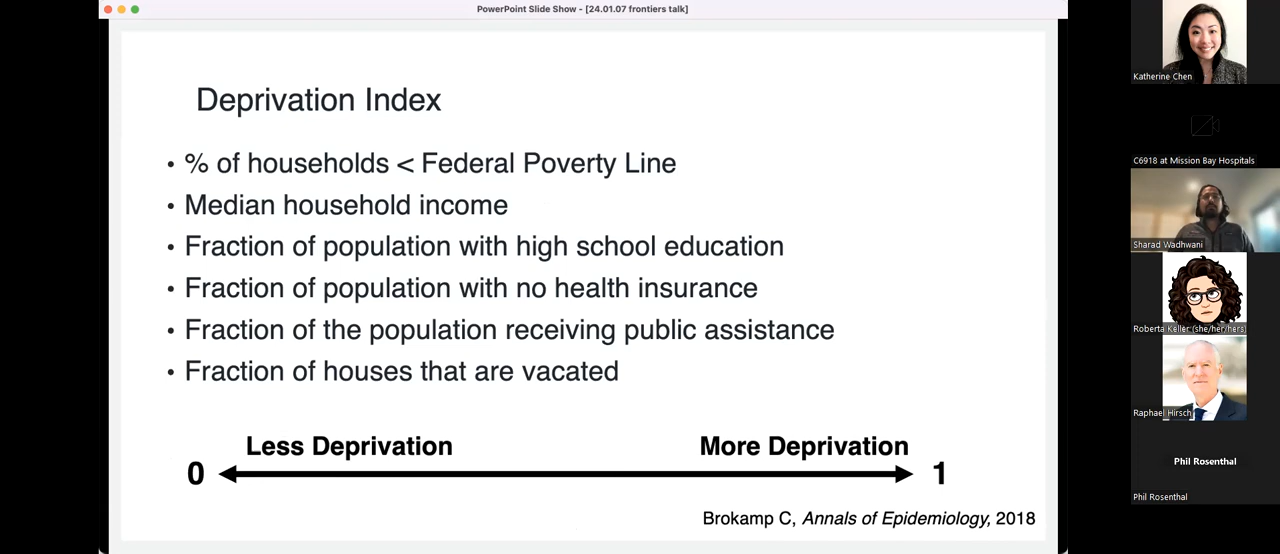 PowerPoint Slide Show - [24.01.07 frontiers talk]
Deprivation Index
• % of households < Federal Poverty Line
• Median household income
• Fraction of population with high school education
• Fraction of population with no health insurance
• Fraction of the population receiving public assistance
• Fraction of houses that are vacated
Less Deprivation More Deprivation
0 1
Brokamp C, Annals of Epidemiology, 2018
Katherine Chen
C6918 at Mission Bay Hospitals
Sharad Wadhwani
Roberta Keller (she/her/hers)
Raphael Hirsch
Phil Rosenthal
Phil Rosenthal